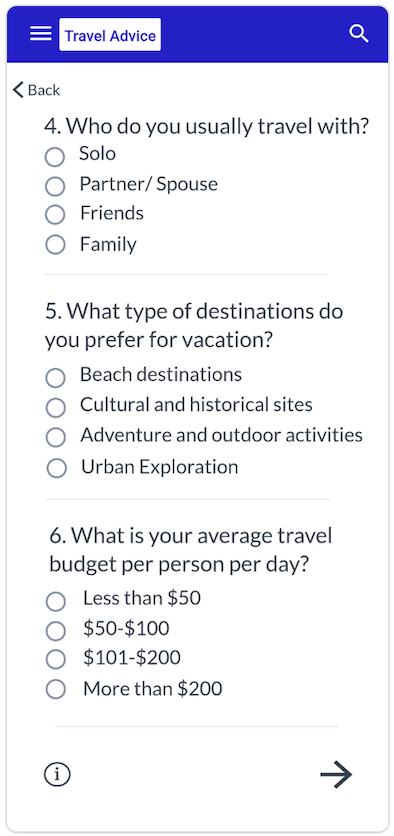 Travel Advice
Back
4. Who do you usually travel with?
Solo
Partner/ Spouse
Friends
Family
5. What type of destinations do
you prefer for vacation?
Beach destinations
Cultural and historical sites
Adventure and outdoor activities
Urban Exploration
6. What is your average travel
budget per person per day?
Less than $50
$50-$100
$101-$200
More than $200